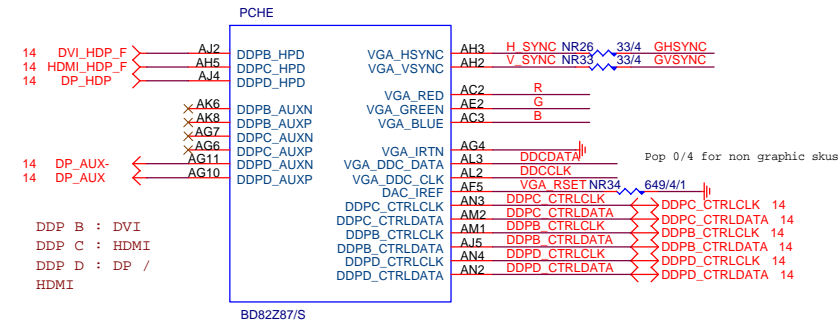 PCHE
14 DVI_HDP_F AJ2 DDPB_HPD VGA_HSYNC AH3 H_SYNC NR26 33/4 GHSYNC
14 HDMI_HDP_F AH5 DDPC_HPD VGA_VSYNC AH2 V_SYNC NR33 33/4 GVSYNC
14 DP_HDP AJ4 DDPD_HPD
VGA_RED AC2 R
AK6 DDPB_AUXN VGA_GREEN AE2 G
AK8 DDPB_AUXP VGA_BLUE AC3 B
AG7 DDPC_AUXN
AG6 DDPC_AUXP VGA_IRTN AG4
14 DP_AUX- AG11 DDPD_AUXN VGA_DDC_DATA AL3 DDCDATA Pop 0/4 for non graphic skus
14 DP_AUX AG10 DDPD_AUXP VGA_DDC_CLK AL2 DDCCLK
DAC_IREF AF5 VGA_RSET NR34 649/4/1
DDPC_CTRLCLK AN3 DDPC_CTRLCLK DDPC_CTRLCLK 14
DDPC_CTRLDATA AM2 DDPC_CTRLDATA DDPC_CTRLDATA 14
DDPB_CTRLCLK AM1 DDPB_CTRLCLK DDPB_CTRLCLK 14
DDPB_CTRLDATA AJ5 DDPB_CTRLDATA DDPB_CTRLDATA 14
DDPD_CTRLCLK AN4 DDPD_CTRLCLK DDPD_CTRLCLK 14
DDPD_CTRLDATA AN2 DDPD_CTRLDATA DDPD_CTRLDATA 14
DDP B : DVI
DDP C : HDMI
DDP D : DP /
HDMI
BD82Z87/S